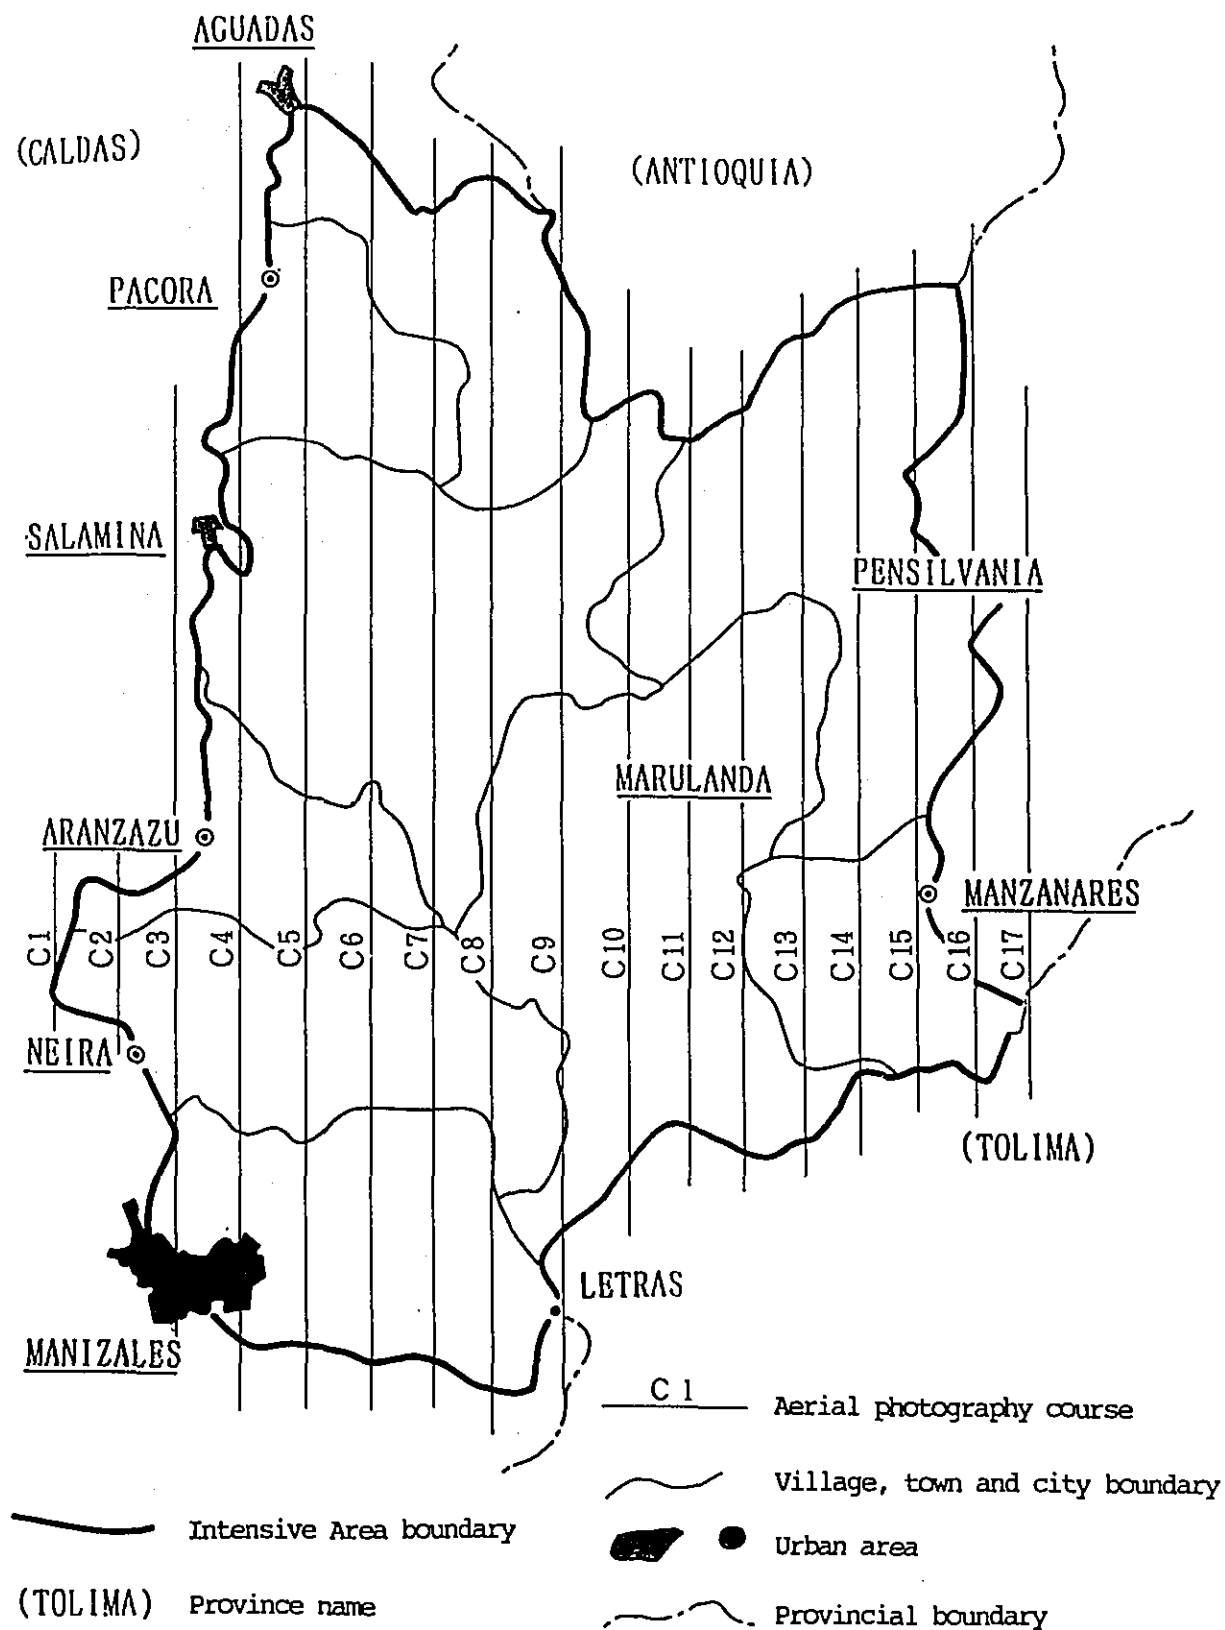 AGUADAS
(CALDAS)
(ANTIOQUIA)
PACORA
SALAMINA
PENSILVANIA
MARULANDA
ARANZAZU
MANZANARES
C1 C2 C3 C4 C5 C6 C7 C8 C9 C10 C11 C12 C13 C14 C15 C16 C17
NEIRA
(TOLIMA)
LETRAS
MANIZALES
C 1 Aerial photography course
Village, town and city boundary
Intensive Area boundary
Urban area
(TOLIMA) Province name
Provincial boundary